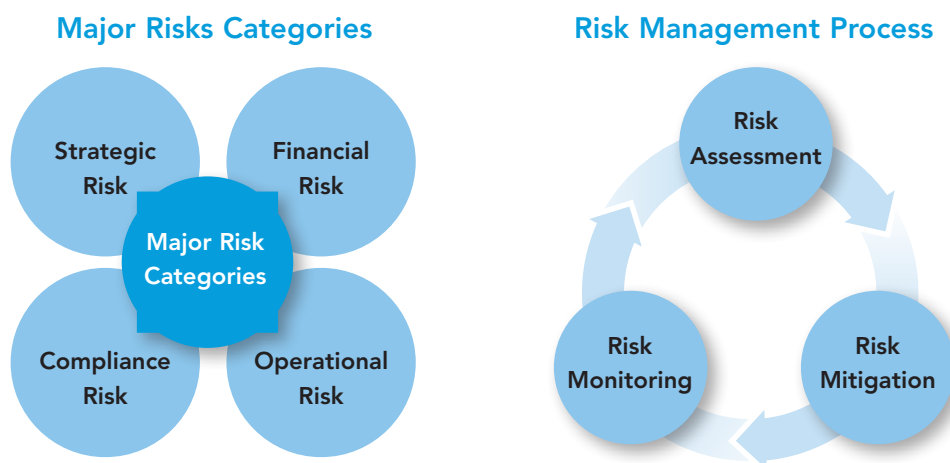 Major Risks Categories
Strategic
Risk
Financial
Risk
Major Risk
Categories
Compliance
Risk
Operational
Risk
Risk Management Process
Risk
Assessment
Risk
Monitoring
Risk
Mitigation